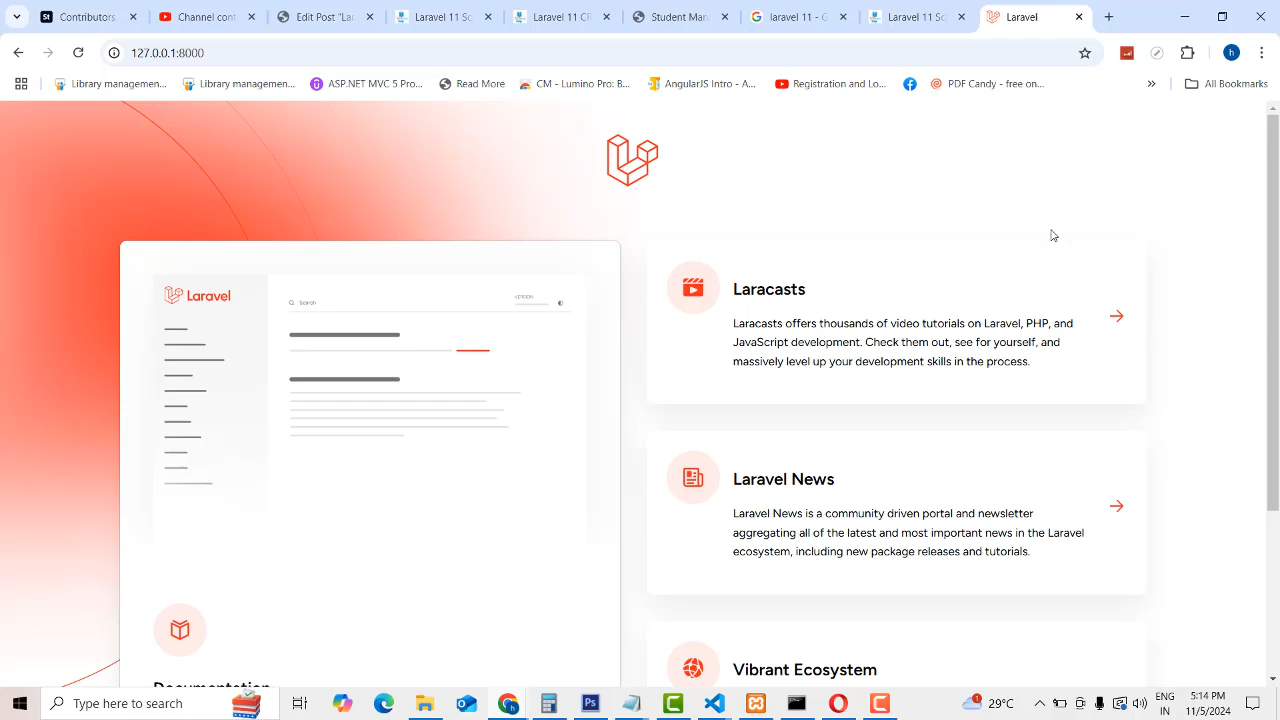 Contributors
Channel cont
Edit Post "Lar
Laravel 11 Sc
Laravel 11 CR
Student Man
laravel 11 - G
Laravel 11 Sc
Laravel
127.0.0.1:8000
h
Library managemen...
Library managemen...
ASP.NET MVC 5 Pro...
Read More
CM - Lumino Pro: B...
AngularJS Intro - A...
Registration and Lo...
PDF Candy - free on...
All Bookmarks
Laravel
Search
VERSION
Documentation
Laracasts
Laracasts offers thousands of video tutorials on Laravel, PHP, and
JavaScript development. Check them out, see for yourself, and
massively level up your development skills in the process.
Laravel News
Laravel News is a community driven portal and newsletter
aggregating all of the latest and most important news in the Laravel
ecosystem, including new package releases and tutorials.
Vibrant Ecosystem
Type here to search
1
29°C
ENG
IN
5:14 PM
11/5/2024